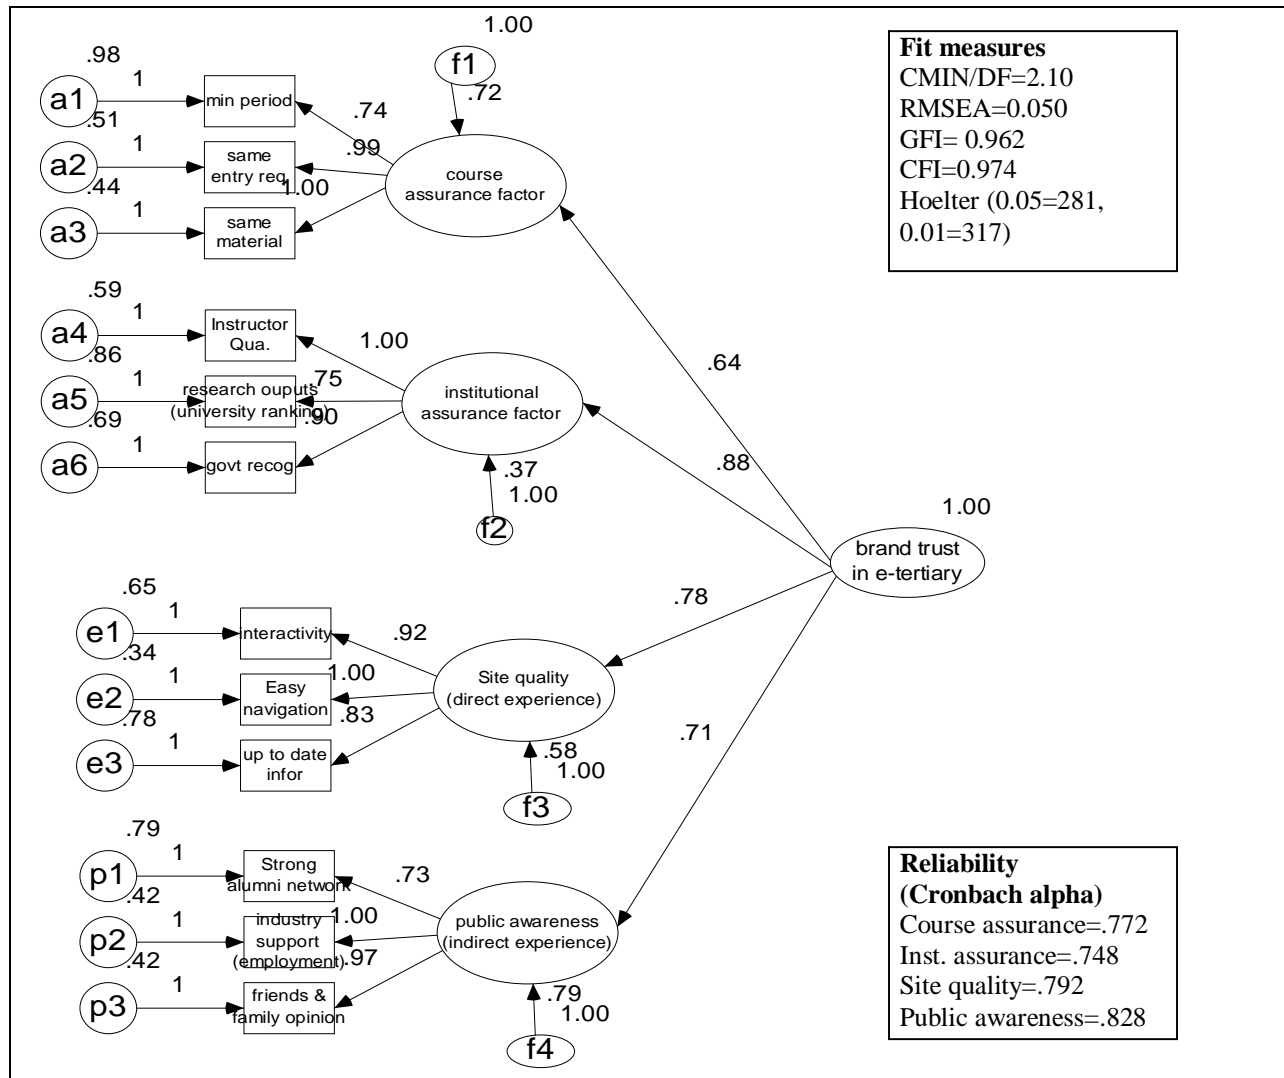 1.00
.98
f1
Fit measures
1
CMIN/DF=2.10
a1
min period
.72
RMSEA=0.050
.51
.74
GFI= 0.962
1
.99
CFI=0.974
a2
same
entry req
course
assurance factor
Hoelter (0.05=281,
0.01=317)
.44
1.00
1
a3
same
material
.59
1
a4
Instructor
Qua.
1.00
.64
.86
1
.75
a5
research ouputs
(university ranking)
institutional
assurance factor
.69
.90
1
a6
govt recog
.37
.88
1.00
f2
1.00
brand trust
in e-tertiary
.65
1
e1
interactivity
.92
.78
.34
1
1.00
e2
Easy
navigation
Site quality
(direct experience)
.78
.83
.71
1
e3
up to date
infor
.58
1.00
f3
.79
1
p1
Strong
alumni network
.73
Reliability
(Cronbach alpha)
.42
1
1.00
p2
industry
support
(employment)
public awareness
(indirect experience)
Course assurance=.772
Inst. assurance=.748
.42
.97
Site quality=.792
1
p3
friends &
family opinion
.79
1.00
Public awareness=.828
f4